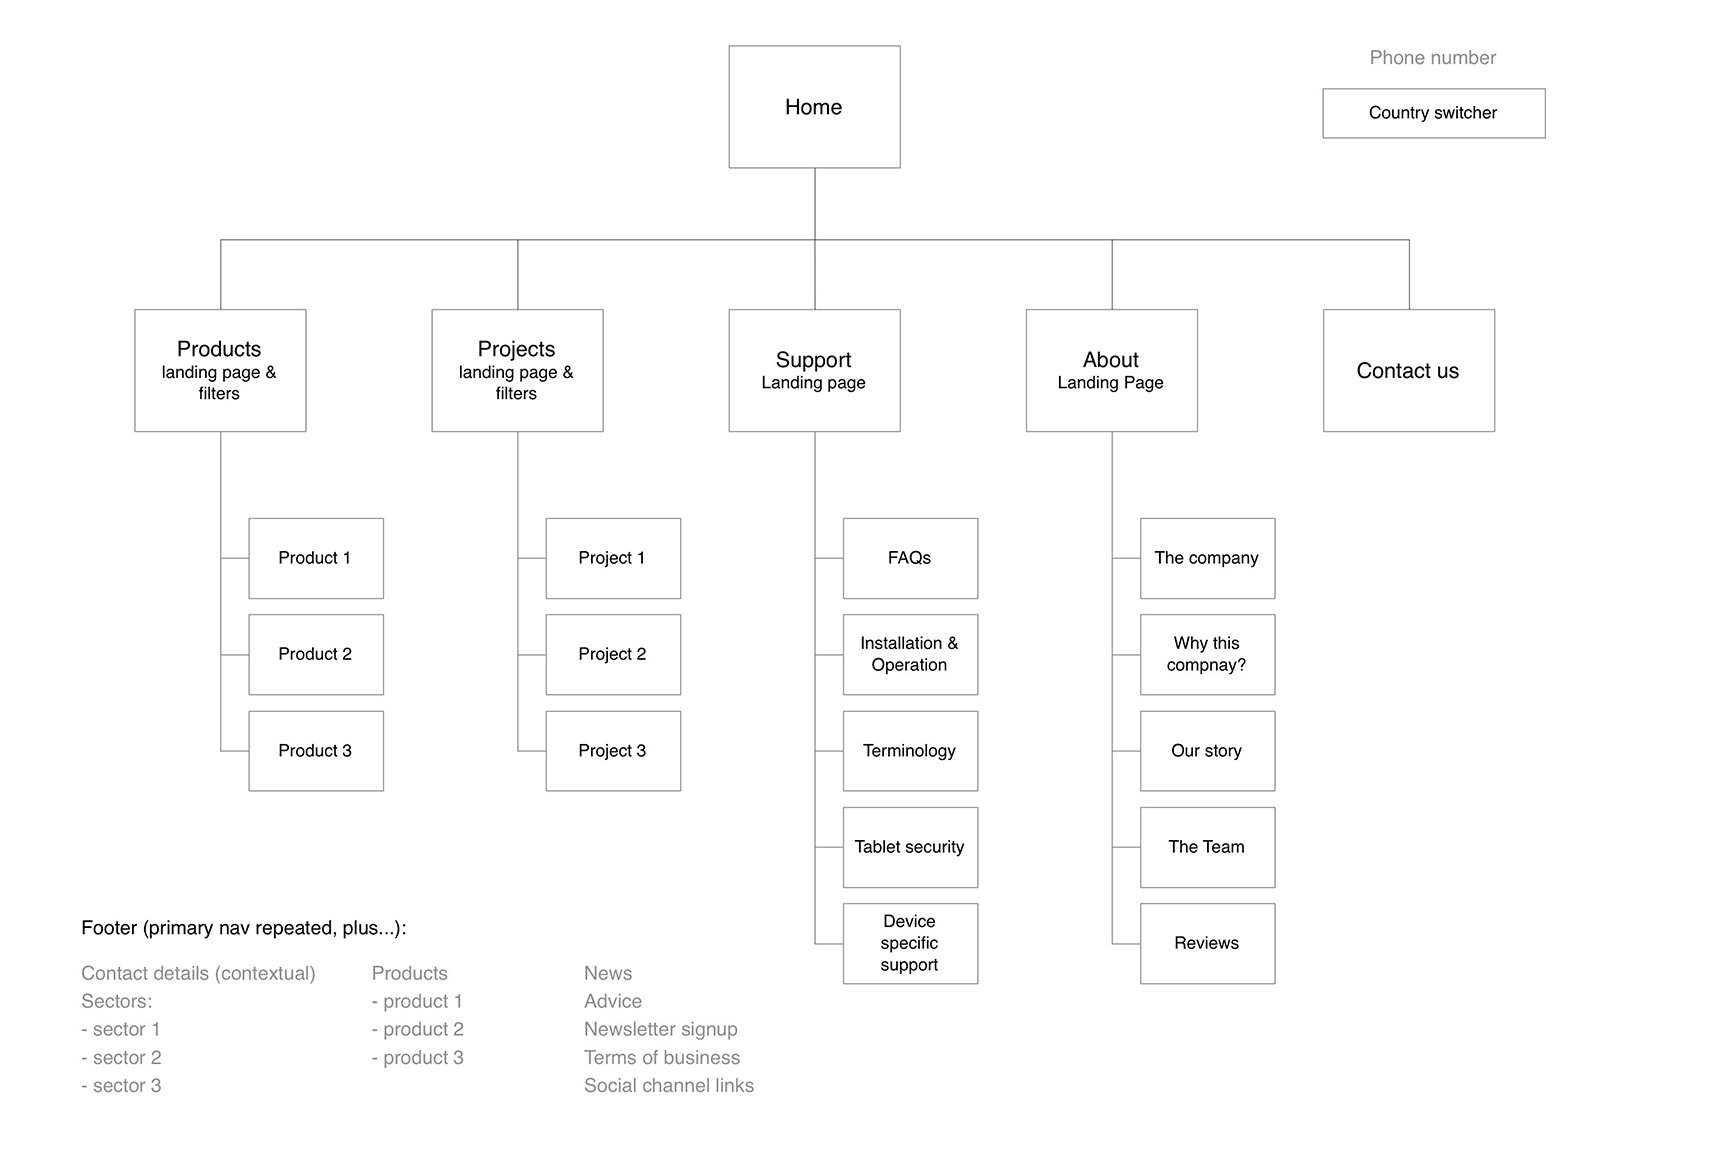 Home
Phone number
Country switcher
Products
landing page &
filters
Projects
landing page &
filters
Support
Landing page
About
Landing Page
Contact us
Product 1
Product 2
Product 3
Project 1
Project 2
Project 3
FAQs
Installation &
Operation
Terminology
Tablet security
Device
specific
support
The company
Why this
compnay?
Our story
The Team
Reviews
Footer (primary nav repeated, plus...):
Contact details (contextual)
Sectors:
- sector 1
- sector 2
- sector 3
Products
- product 1
- product 2
- product 3
News
Advice
Newsletter signup
Terms of business
Social channel links